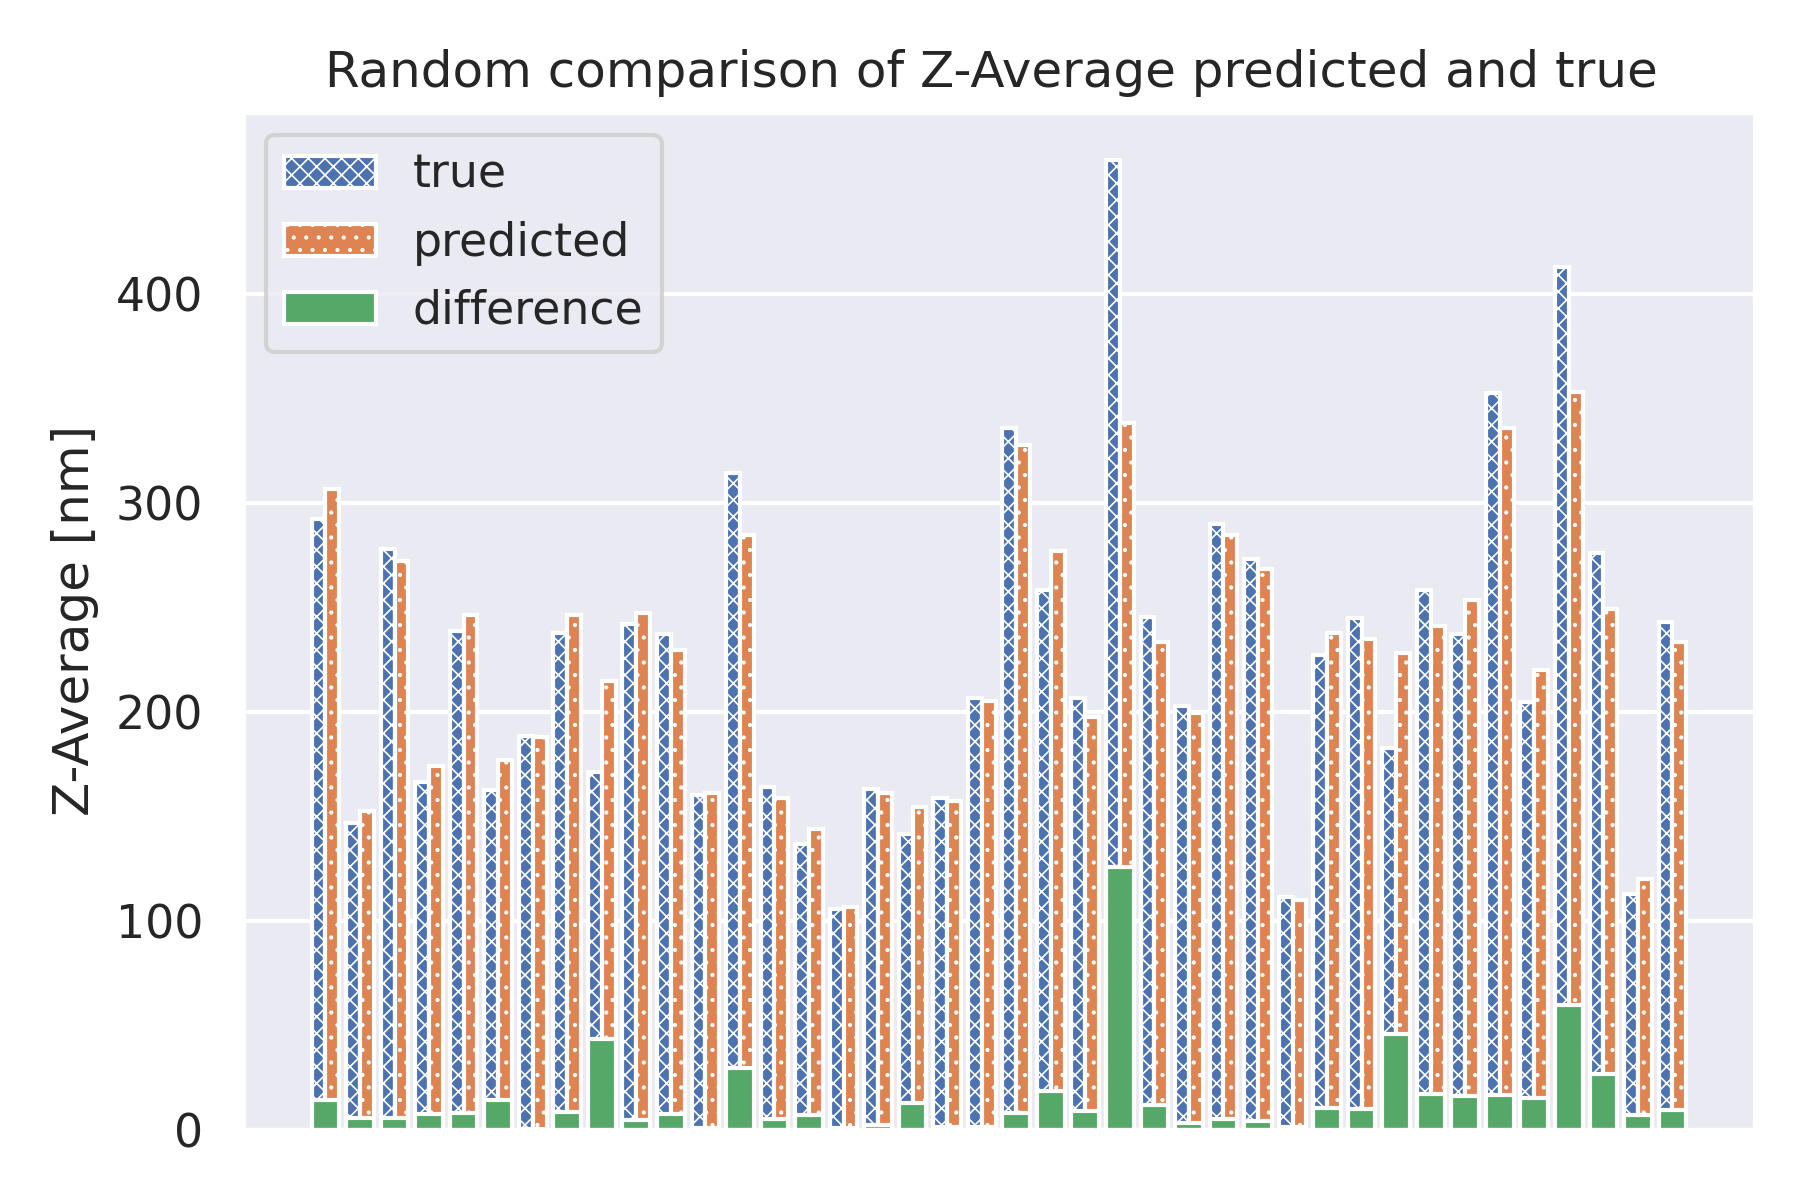 Random comparison of Z-Average predicted and true
true
predicted
difference
Z-Average [nm]
400
300
200
100
0